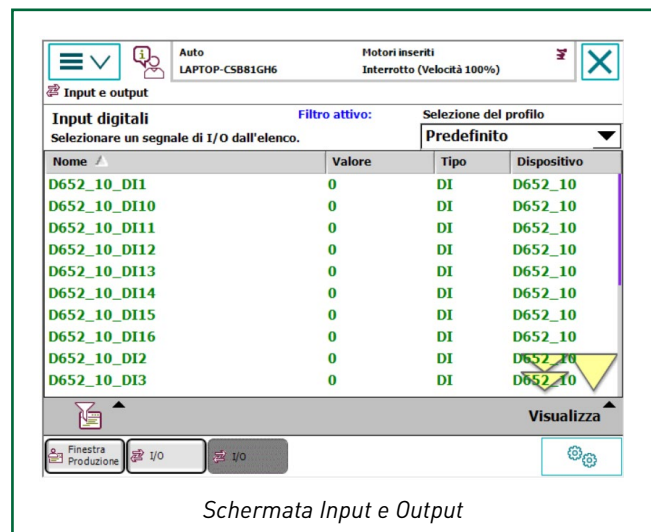 Auto
LAPTOP-CSB81GH6
Motori inseriti
Interrotto (Velocità 100%)
Input e output
Input digitali
Selezionare un segnale di I/O dall'elenco.
Filtro attivo:
Selezione del profilo
Predefinito
Nome Valore Tipo Dispositivo
D652_10_DI1 0 DI D652_10
D652_10_DI10 0 DI D652_10
D652_10_DI11 0 DI D652_10
D652_10_DI12 0 DI D652_10
D652_10_DI13 0 DI D652_10
D652_10_DI14 0 DI D652_10
D652_10_DI15 0 DI D652_10
D652_10_DI16 0 DI D652_10
D652_10_DI2 0 DI D652_10
D652_10_DI3 0 DI D652_10
Visualizza
Finestra
Produzione
I/O
I/O
Schermata Input e Output